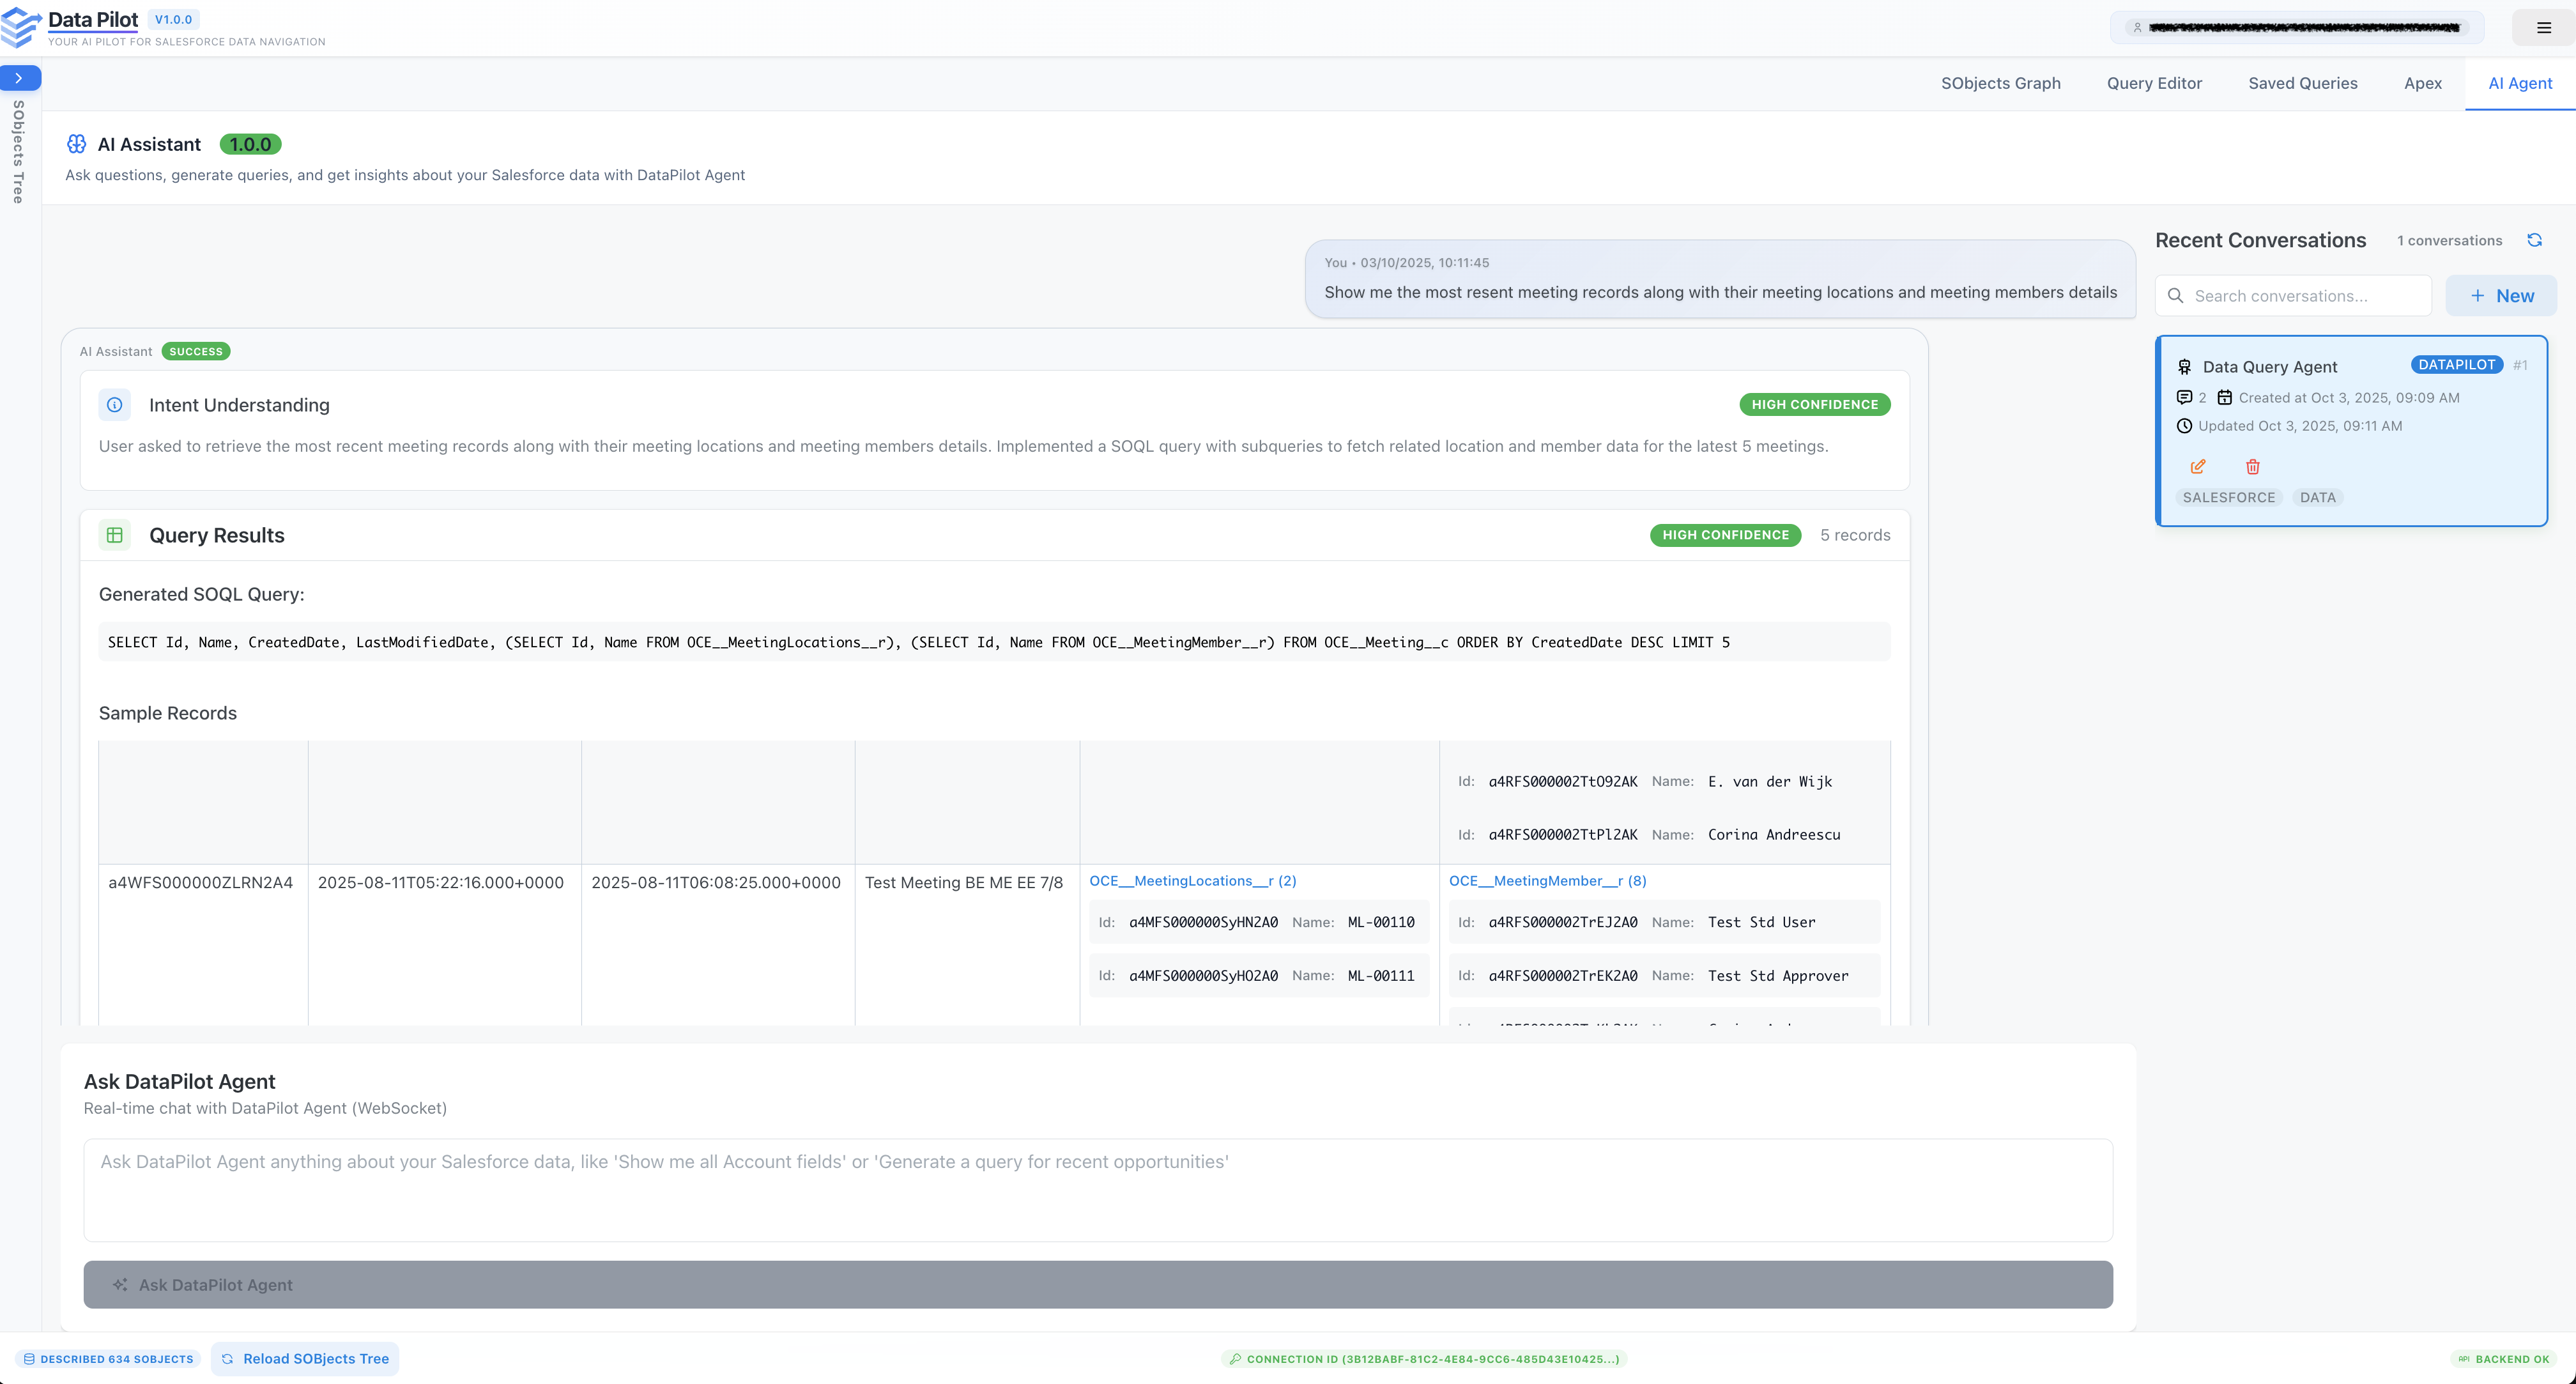 Data Pilot V1.0.0
YOUR AI PILOT FOR SALESFORCE DATA NAVIGATION
SObjects Tree
SObjects Graph Query Editor Saved Queries Apex AI Agent
AI Assistant 1.0.0
Ask questions, generate queries, and get insights about your Salesforce data with DataPilot Agent
You • 03/10/2025, 10:11:45
Show me the most resent meeting records along with their meeting locations and meeting members details
AI Assistant SUCCESS
Intent Understanding HIGH CONFIDENCE
User asked to retrieve the most recent meeting records along with their meeting locations and meeting members details. Implemented a SOQL query with subqueries to fetch related location and member data for the latest 5 meetings.
Query Results HIGH CONFIDENCE 5 records
Generated SOQL Query:
SELECT Id, Name, CreatedDate, LastModifiedDate, (SELECT Id, Name FROM OCE__MeetingLocations__r), (SELECT Id, Name FROM OCE__MeetingMember__r) FROM OCE__Meeting__c ORDER BY CreatedDate DESC LIMIT 5
Sample Records
Id: a4RFS000002TtO92AK Name: E. van der Wijk
Id: a4RFS000002TtPl2AK Name: Corina Andreescu
a4WFS000000ZLRN2A4 2025-08-11T05:22:16.000+0000 2025-08-11T06:08:25.000+0000 Test Meeting BE ME EE 7/8 OCE__MeetingLocations__r (2) OCE__MeetingMember__r (8)
Id: a4MFS000000SyHN2A0 Name: ML-00110 Id: a4RFS000002TrEJ2A0 Name: Test Std User
Id: a4MFS000000SyHO2A0 Name: ML-00111 Id: a4RFS000002TrEK2A0 Name: Test Std Approver
Ask DataPilot Agent
Real-time chat with DataPilot Agent (WebSocket)
Ask DataPilot Agent anything about your Salesforce data, like 'Show me all Account fields' or 'Generate a query for recent opportunities'
Ask DataPilot Agent
Recent Conversations 1 conversations
Search conversations... + New
Data Query Agent DATAPILOT #1
2 Created at Oct 3, 2025, 09:09 AM
Updated Oct 3, 2025, 09:11 AM
SALESFORCE DATA
DESCRIBED 634 SOBJECTS Reload SOBjects Tree CONNECTION ID (3B12BABF-81C2-4E84-9CC6-485D43E10425...) API BACKEND OK